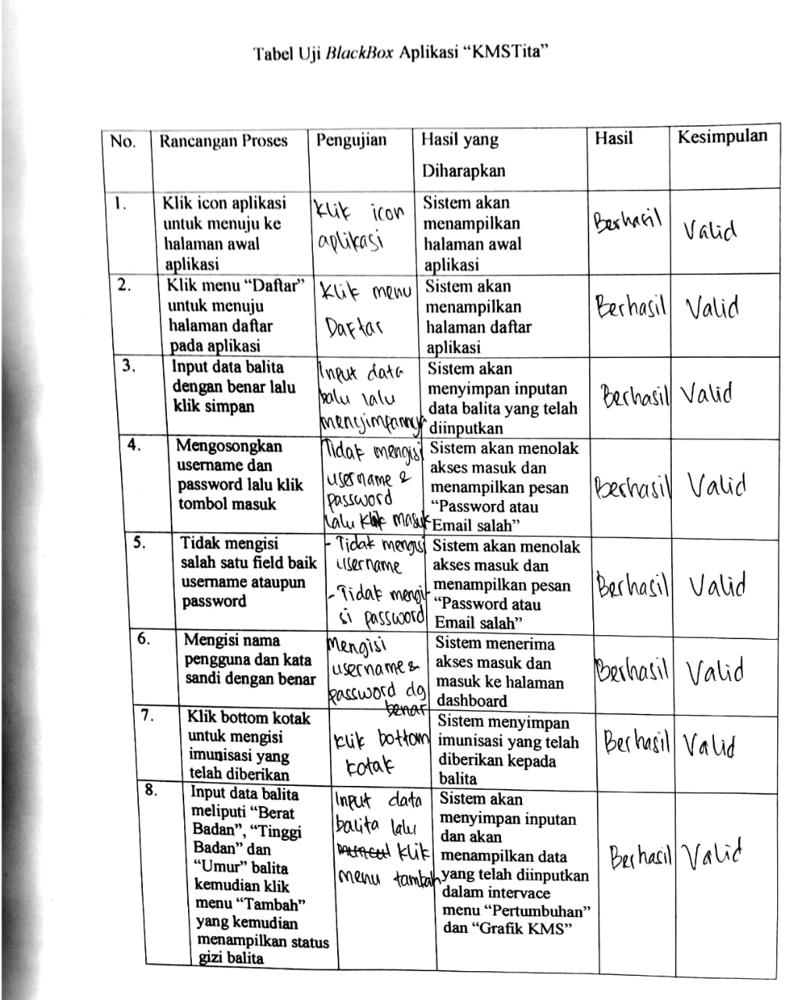 Tabel Uji BlackBox Aplikasi “KMSTita”
No.
Rancangan Proses
Pengujian
Hasil yang
Diharapkan
Hasil
Kesimpulan
1.
Klik icon aplikasi
untuk menuju ke
halaman awal
aplikasi
Klik icon
aplikasi
Sistem akan
menampilkan
halaman awal
aplikasi
Berhasil
Valid
2.
Klik menu “Daftar”
untuk menuju
halaman daftar
pada aplikasi
Klik menu
Daftar
Sistem akan
menampilkan
halaman daftar
aplikasi
Berhasil
Valid
3.
Input data balita
dengan benar lalu
klik simpan
Input data
balu lalu
menyimpannya
Sistem akan
menyimpan inputan
data balita yang telah
diinputkan
Berhasil
Valid
4.
Mengosongkan
username dan
password lalu klik
tombol masuk
Tidak mengisi
username &
password
lalu klik masuk
Sistem akan menolak
akses masuk dan
menampilkan pesan
“Password atau
Email salah”
Berhasil
Valid
5.
Tidak mengisi
salah satu field baik
username ataupun
password
- Tidak mengisi
username
- Tidak mengi-
si password
Sistem akan menolak
akses masuk dan
menampilkan pesan
“Password atau
Email salah”
Berhasil
Valid
6.
Mengisi nama
pengguna dan kata
sandi dengan benar
Mengisi
username &
password dg
benar
Sistem menerima
akses masuk dan
masuk ke halaman
dashboard
Berhasil
Valid
7.
Klik bottom kotak
untuk mengisi
imunisasi yang
telah diberikan
Klik bottom
kotak
Sistem menyimpan
imunisasi yang telah
diberikan kepada
balita
Berhasil
Valid
8.
Input data balita
meliputi “Berat
Badan”, “Tinggi
Badan” dan
“Umur” balita
kemudian klik
menu “Tambah”
yang kemudian
menampilkan status
gizi balita
Input data
balita lalu
klik
menu tambah
Sistem akan
menyimpan inputan
dan akan
menampilkan data
yang telah diinputkan
dalam intervace
menu “Pertumbuhan”
dan “Grafik KMS”
Berhasil
Valid